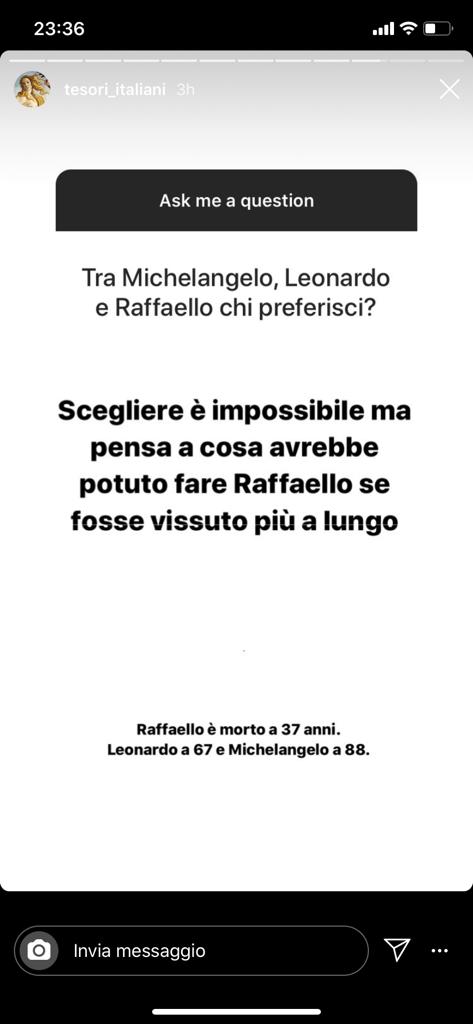 23:36
tesori_italiani 3h
Ask me a question
Tra Michelangelo, Leonardo
e Raffaello chi preferisci?
Scegliere è impossibile ma
pensa a cosa avrebbe
potuto fare Raffaello se
fosse vissuto più a lungo
Raffaello è morto a 37 anni.
Leonardo a 67 e Michelangelo a 88.
Invia messaggio